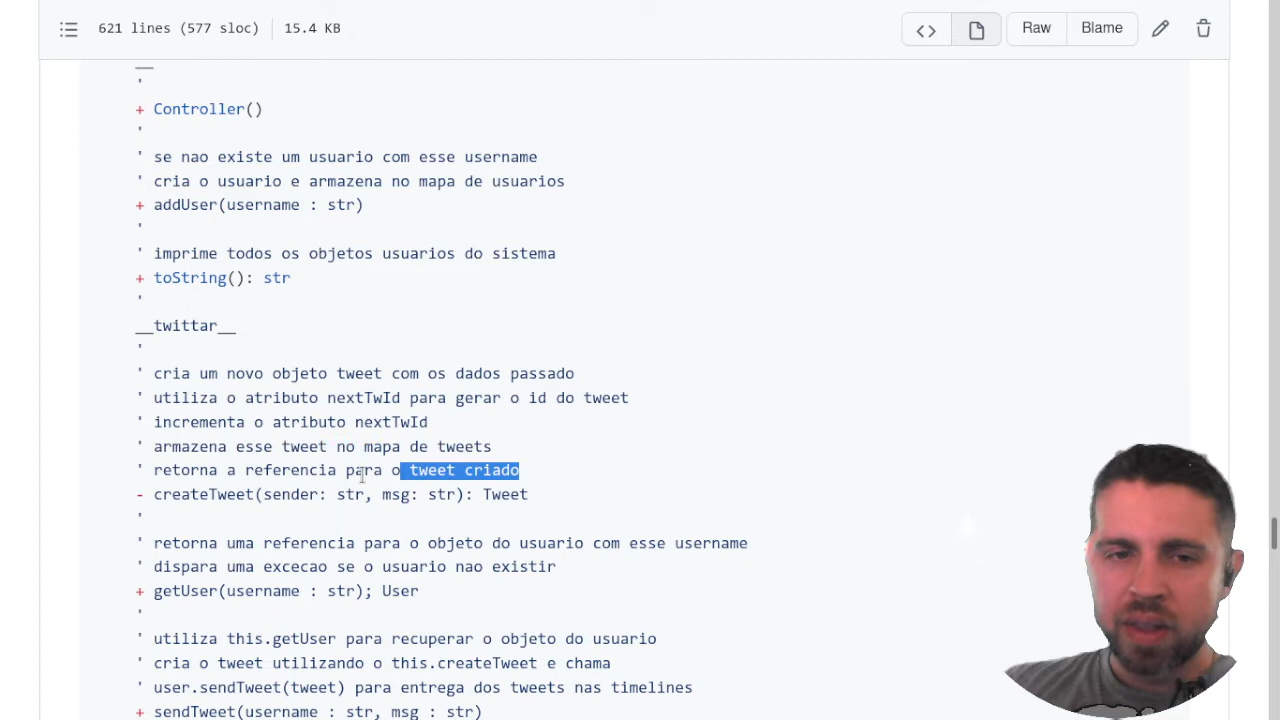 621 lines (577 sloc) 15.4 KB <> Raw Blame
__
'
+ Controller()
'
' se nao existe um usuario com esse username
' cria o usuario e armazena no mapa de usuarios
+ addUser(username : str)
'
' imprime todos os objetos usuarios do sistema
+ toString(): str
'
__twittar__
'
' cria um novo objeto tweet com os dados passado
' utiliza o atributo nextTwId para gerar o id do tweet
' incrementa o atributo nextTwId
' armazena esse tweet no mapa de tweets
' retorna a referencia para o tweet criado
- createTweet(sender: str, msg: str): Tweet
'
' retorna uma referencia para o objeto do usuario com esse username
' dispara uma excecao se o usuario nao existir
+ getUser(username : str); User
'
' utiliza this.getUser para recuperar o objeto do usuario
' cria o tweet utilizando o this.createTweet e chama
' user.sendTweet(tweet) para entrega dos tweets nas timelines
+ sendTweet(username : str, msg : str)